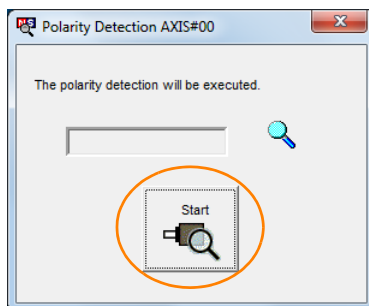 Polarity Detection AXIS#00
The polarity detection will be executed.
Start